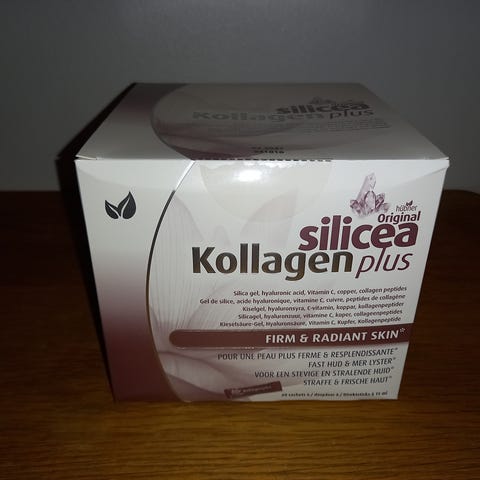 silicea
Kollagen plus
hübner
Original
silicea
Kollagen plus
Silica gel, hyaluronic acid, Vitamin C, copper, collagen peptides
Gel de silice, acide hyaluronique, vitamine C, cuivre, peptides de collagène
Kiselgel, hyaluronsyra, C-vitamin, koppar, kollagenpeptider
Silicagel, hyaluronzuur, vitamine C, koper, collageenpeptides
Kieselsäure-Gel, Hyaluronsäure, Vitamin C, Kupfer, Kollagenpeptide
FIRM & RADIANT SKIN*
POUR UNE PEAU PLUS FERME & RESPLENDISSANTE*
FAST HUD & MER LYSTER*
VOOR EEN STEVIGE EN STRALENDE HUID*
STRAFFE & FRISCHE HAUT*